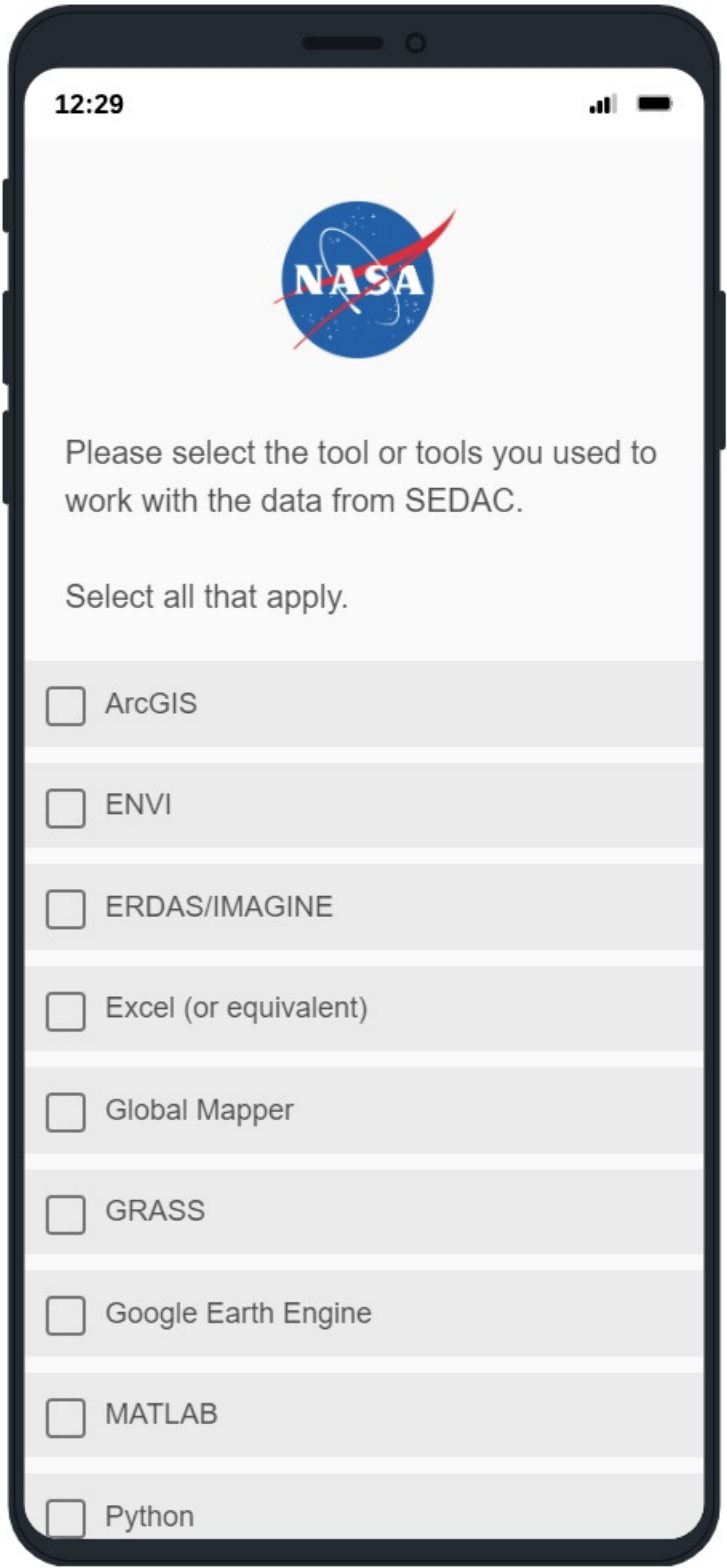 12:29
NASA
Please select the tool or tools you used to
work with the data from SEDAC.
Select all that apply.
ArcGIS
ENVI
ERDAS/IMAGINE
Excel (or equivalent)
Global Mapper
GRASS
Google Earth Engine
MATLAB
Python